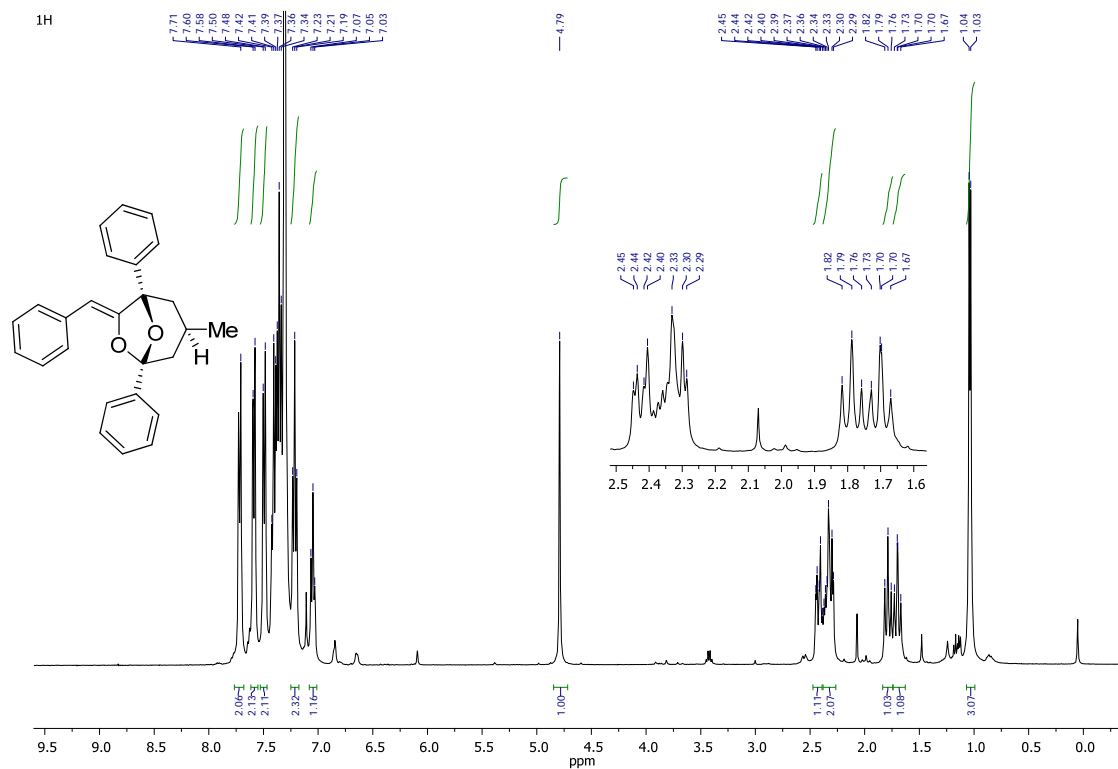 1H
7.71 7.60 7.58 7.50 7.48 7.42 7.41 7.39 7.37 7.36 7.34 7.23 7.21 7.19 7.07 7.05 7.03
4.79
2.45 2.44 2.42 2.40 2.39 2.37 2.36 2.34 2.33 2.30 2.29 1.82 1.79 1.76 1.73 1.70 1.70 1.67
1.04 1.03
2.45 2.44 2.42 2.40 2.33 2.30 2.29
1.82 1.79 1.76 1.73 1.70 1.70 1.67
O
O
Me
H
2.5 2.4 2.3 2.2 2.1 2.0 1.9 1.8 1.7 1.6
2.06 2.13 2.11 2.32 1.16 1.00 1.11 2.07 1.03 1.08 3.07
9.5 9.0 8.5 8.0 7.5 7.0 6.5 6.0 5.5 5.0 4.5 4.0 3.5 3.0 2.5 2.0 1.5 1.0 0.5 0.0
ppm